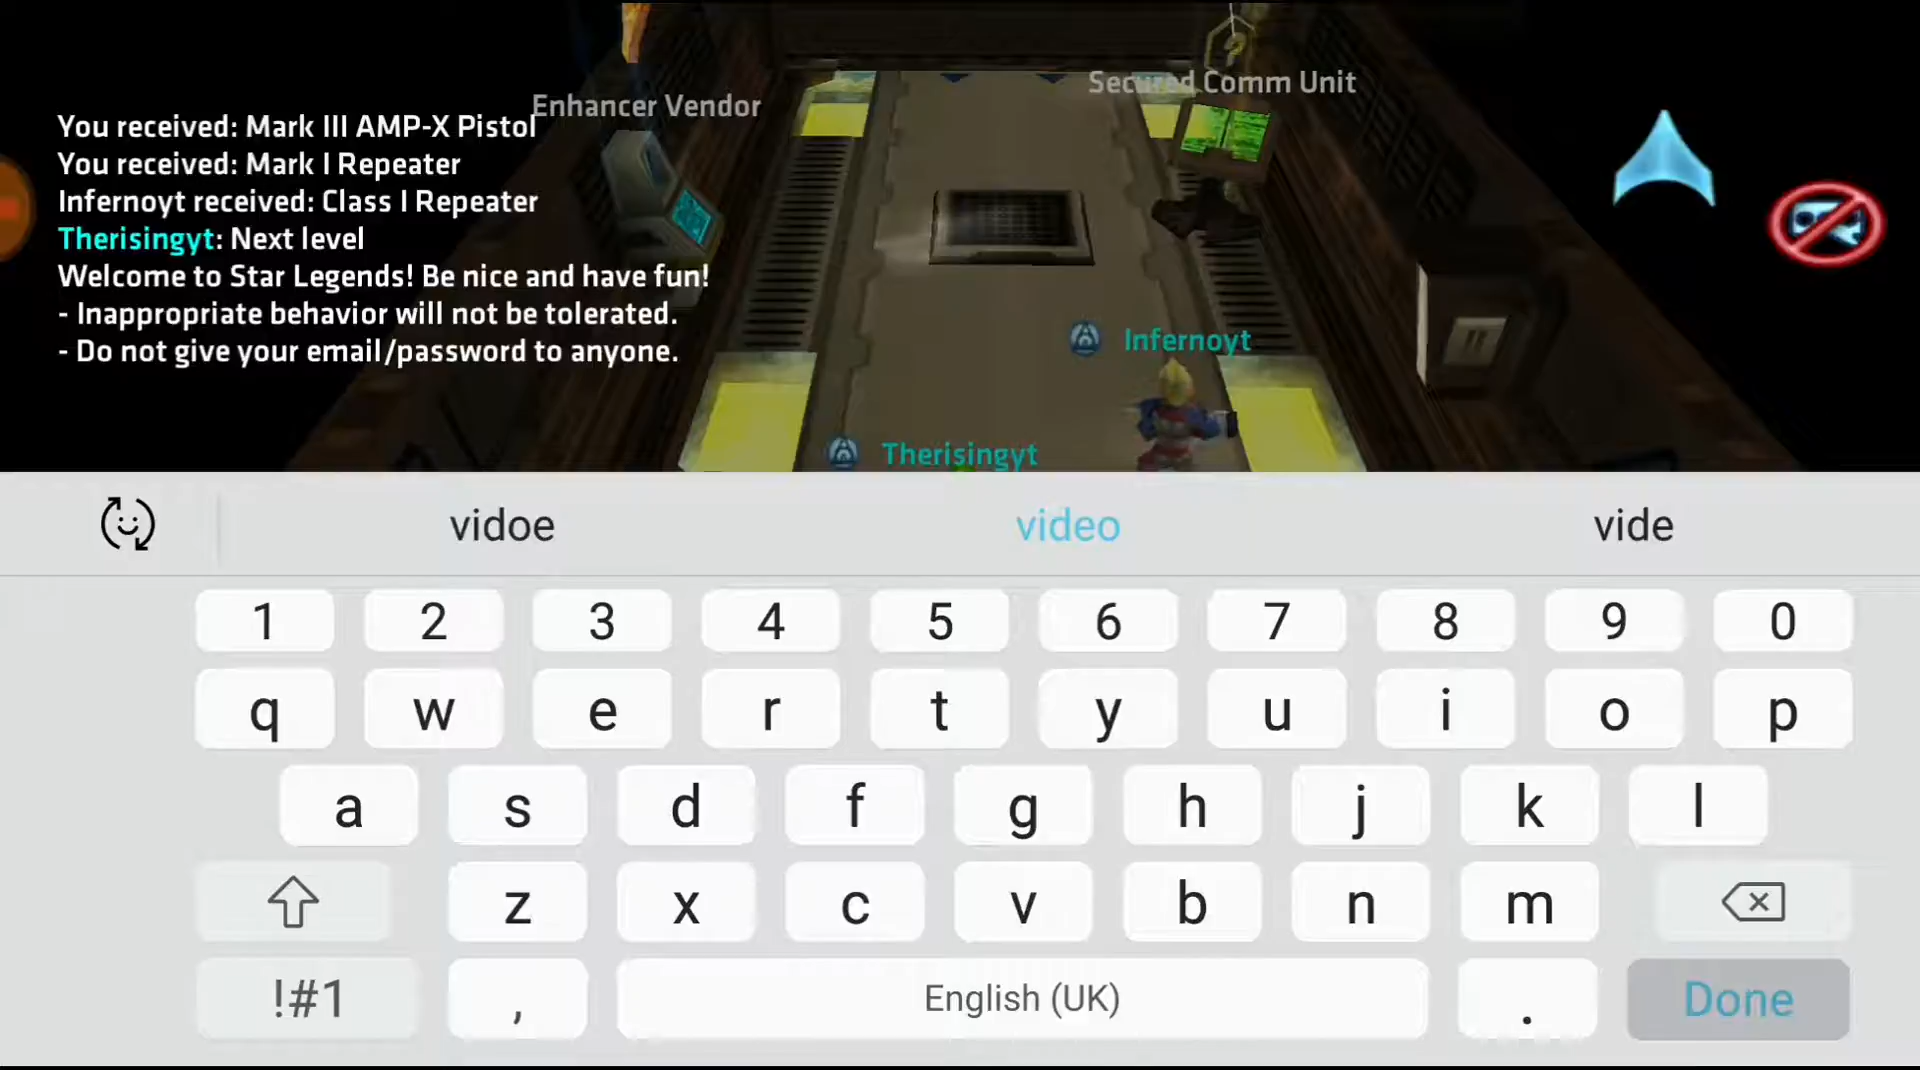 Secured Comm Unit
Enhancer Vendor
You received: Mark III AMP-X Pistol
You received: Mark I Repeater
Infernoyt received: Class I Repeater
Therisingyt: Next level
Welcome to Star Legends! Be nice and have fun!
- Inappropriate behavior will not be tolerated.
- Do not give your email/password to anyone.
Infernoyt
Therisingyt
vidoe video vide
1 2 3 4 5 6 7 8 9 0
q w e r t y u i o p
a s d f g h j k l
z x c v b n m
!#1 , English (UK) . Done